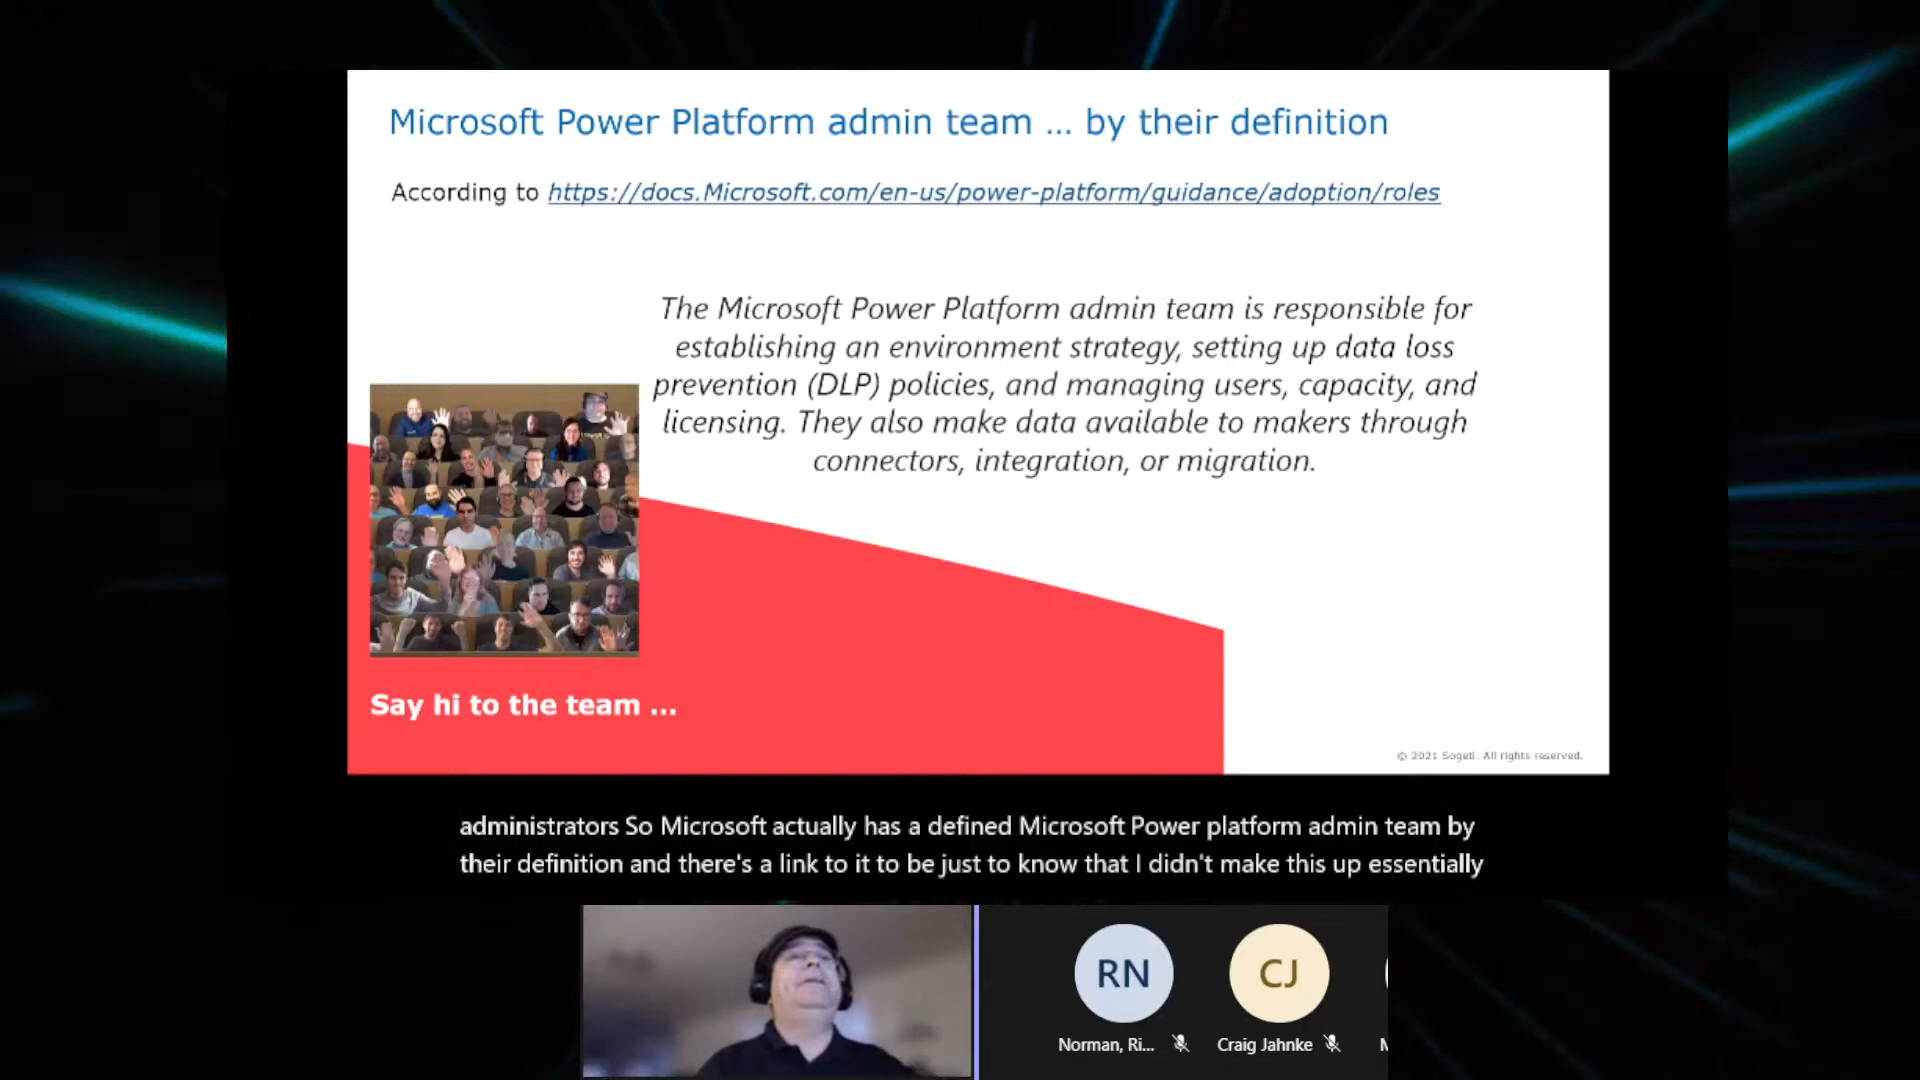 Microsoft Power Platform admin team ... by their definition
According to https://docs.Microsoft.com/en-us/power-platform/guidance/adoption/roles
The Microsoft Power Platform admin team is responsible for
establishing an environment strategy, setting up data loss
prevention (DLP) policies, and managing users, capacity, and
licensing. They also make data available to makers through
connectors, integration, or migration.
Say hi to the team ...
© 2021 Sogeti. All rights reserved.
administrators So Microsoft actually has a defined Microsoft Power platform admin team by
their definition and there's a link to it to be just to know that I didn't make this up essentially
RN
CJ
Norman, Ri...
Craig Jahnke